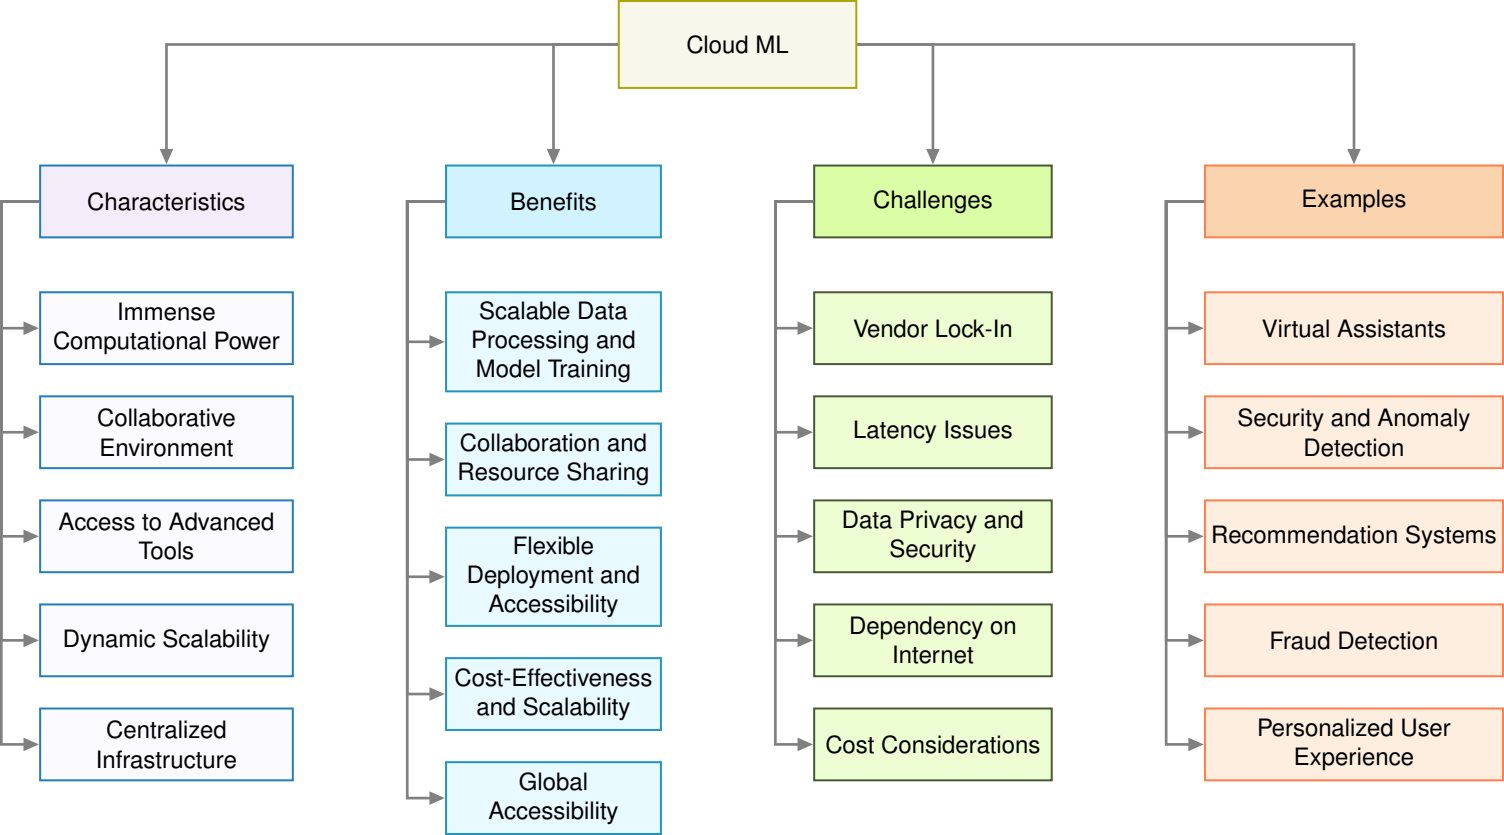 Cloud ML
Characteristics
Immense
Computational Power
Collaborative
Environment
Access to Advanced
Tools
Dynamic Scalability
Centralized
Infrastructure
Benefits
Scalable Data
Processing and
Model Training
Collaboration and
Resource Sharing
Flexible
Deployment and
Accessibility
Cost-Effectiveness
and Scalability
Global
Accessibility
Challenges
Vendor Lock-In
Latency Issues
Data Privacy and
Security
Dependency on
Internet
Cost Considerations
Examples
Virtual Assistants
Security and Anomaly
Detection
Recommendation Systems
Fraud Detection
Personalized User
Experience